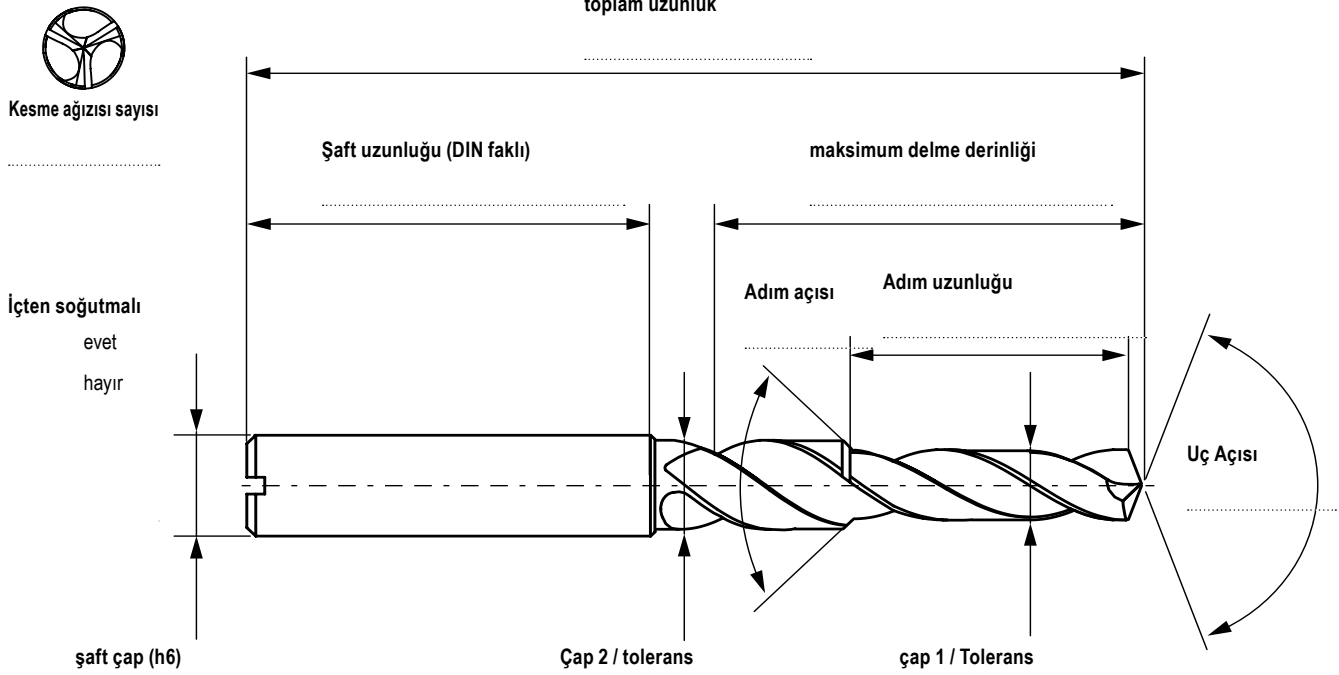 toplam uzunluk
Kesme ağızısı sayısı
Şaft uzunluğu (DIN faklı)
maksimum delme derinliği
Adım açısı
Adım uzunluğu
İçten soğutmalı
evet
hayır
Uç Açısı
şaft çap (h6)
Çap 2 / tolerans
çap 1 / Tolerans